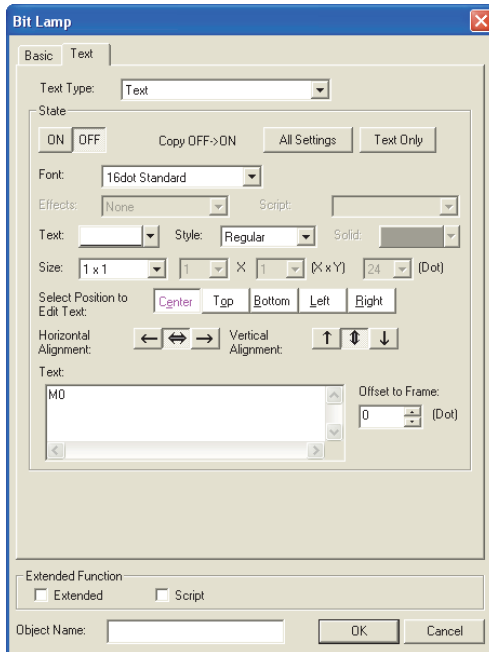 Bit Lamp
Basic Text
Text Type: Text
State
ON OFF Copy OFF->ON All Settings Text Only
Font: 16dot Standard
Effects: None Script:
Text: Style: Regular Solid:
Size: 1 x 1 1 X 1 (X x Y) 24 (Dot)
Select Position to
Edit Text: Center Top Bottom Left Right
Horizontal
Alignment: Vertical
Alignment:
Text:
M0
Offset to Frame:
0 (Dot)
Extended Function
Extended Script
Object Name: OK Cancel